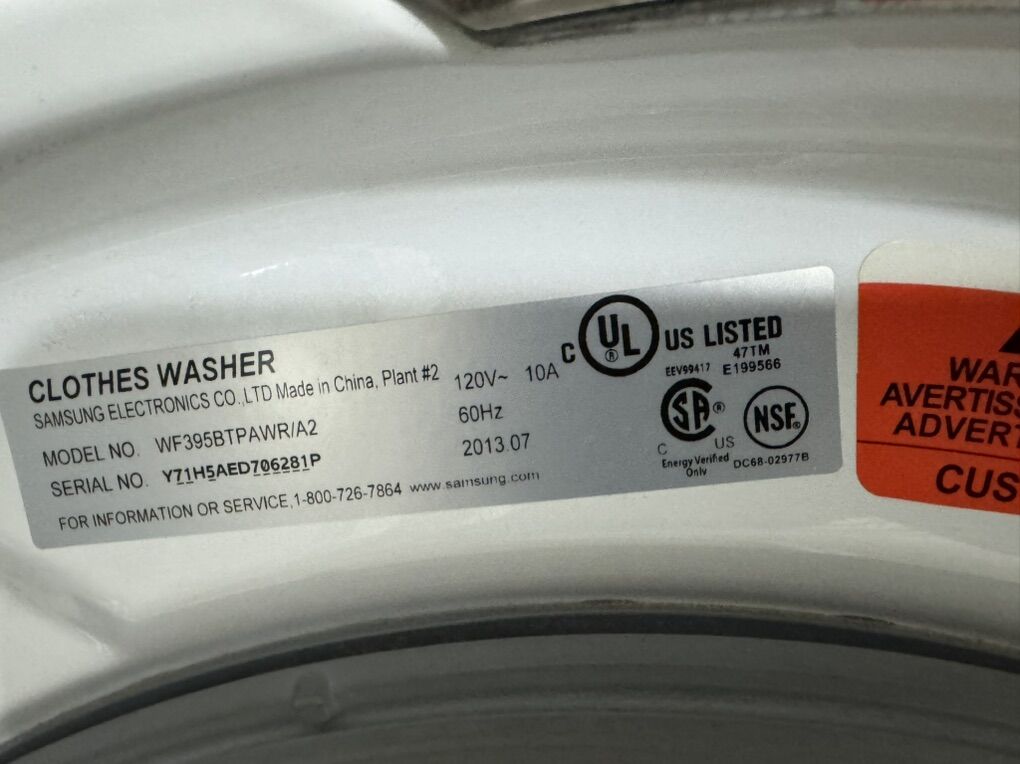 CLOTHES WASHER
SAMSUNG ELECTRONICS CO.,LTD Made in China, Plant #2
MODEL NO. WF395BTPAWR/A2
SERIAL NO. Y71H5AED706281P
FOR INFORMATION OR SERVICE,1-800-726-7864 www.samsung.com
120V~ 10A
60Hz
2013.07
C UL ® US LISTED
47TM
EEV99417 E199566
SA ®
C US
Energy Verified
Only
NSF ®
DC68-02977B
WAR
AVERTISS
ADVERT
CUS